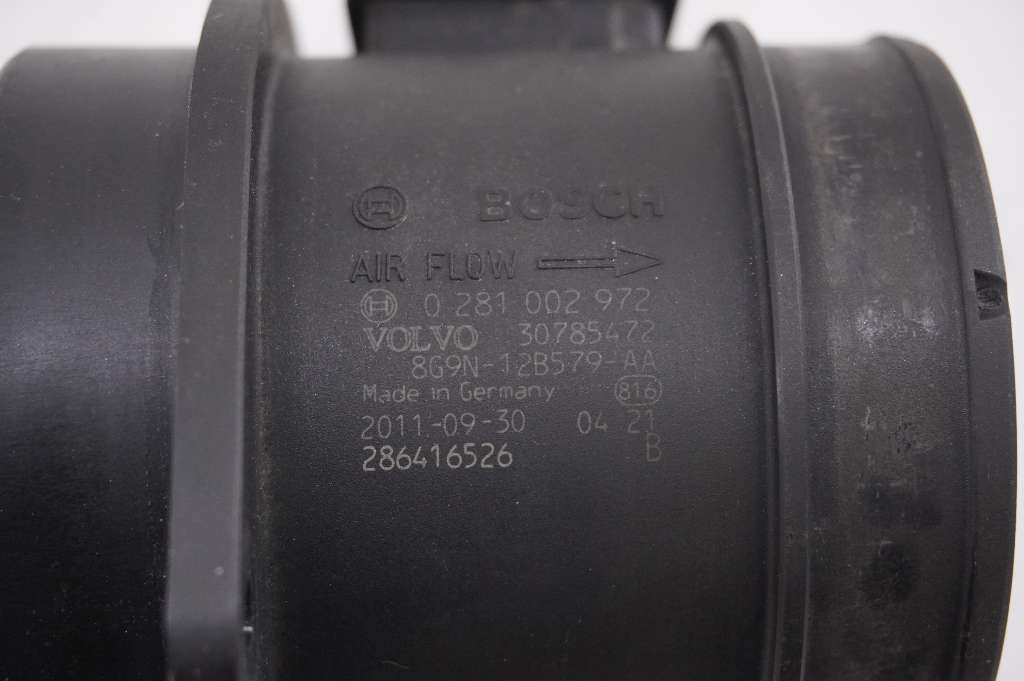 BOSCH
AIR FLOW
0 281 002 972
VOLVO 30785472
8G9N-12B579-AA
Made in Germany 816
2011-09-30 04 21
286416526 B